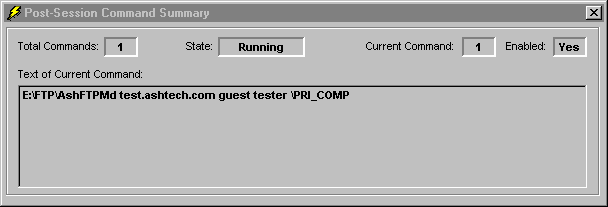 Post-Session Command Summary
Total Commands: 1 State: Running Current Command: 1 Enabled: Yes
Text of Current Command:
E:\FTP\AshFTPMd test.ashtech.com guest tester \PRI_COMP